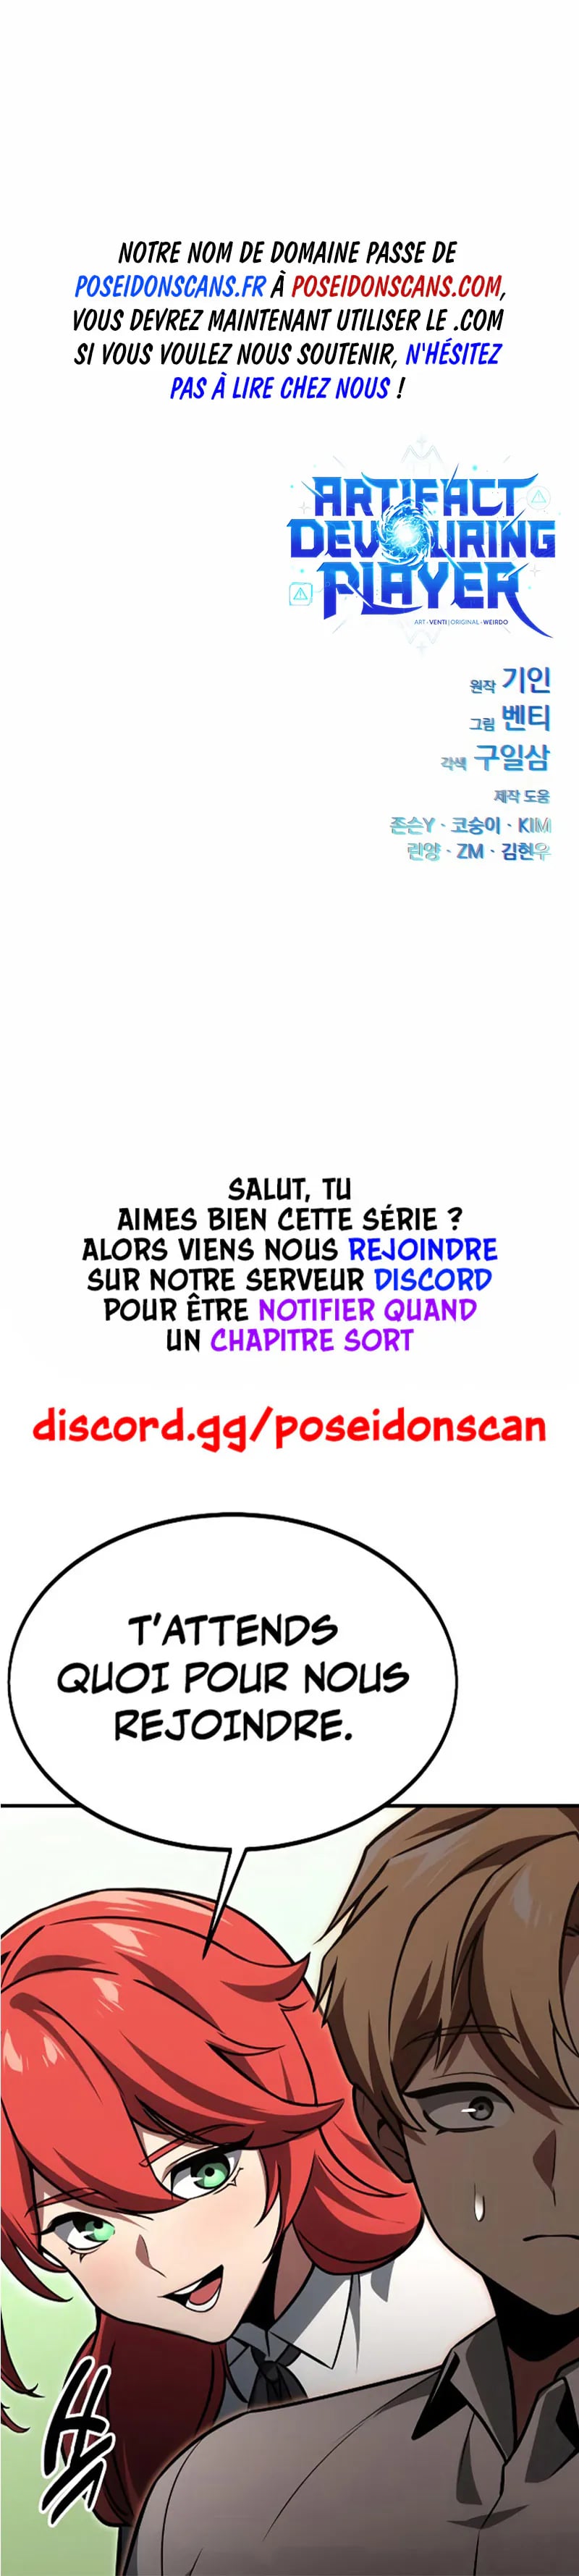 NOTRE NOM DE DOMAINE PASSE DE
POSEIDONSCANS.FR À POSEIDONSCANS.COM,
VOUS DEVREZ MAINTENANT UTILISER LE .COM
SI VOUS VOULEZ NOUS SOUTENIR, N'HÉSITEZ
PAS À LIRE CHEZ NOUS !
ARTIFACT
DEVOURING
PLAYER
ART - VENTI | ORIGINAL - WEIRDO
원작 기인
그림 벤티
각색 구일삼
제작 도움
존슨Y · 코숭이 · KIM
련양 · ZM · 김현우
SALUT, TU
AIMES BIEN CETTE SÉRIE ?
ALORS VIENS NOUS REJOINDRE
SUR NOTRE SERVEUR DISCORD
POUR ÊTRE NOTIFIER QUAND
UN CHAPITRE SORT
discord.gg/poseidonscan
T'ATTENDS
QUOI POUR NOUS
REJOINDRE.